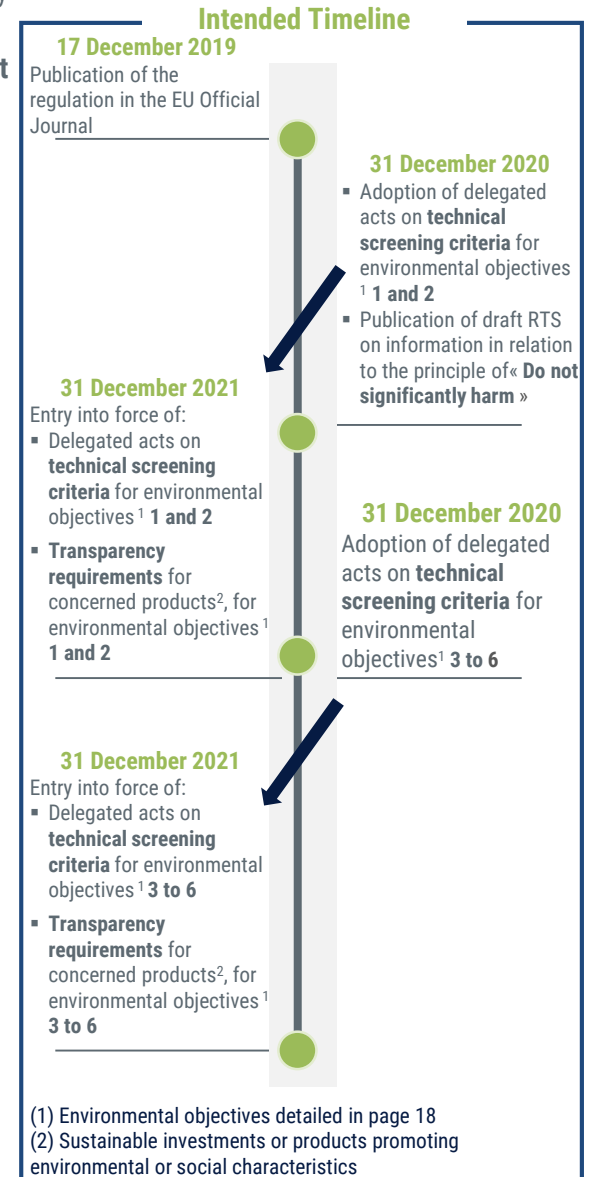 )
t
Intended Timeline
17 December 2019
Publication of the
regulation in the EU Official
Journal
31 December 2020
▪ Adoption of delegated
acts on technical
screening criteria for
environmental objectives
¹ 1 and 2
▪ Publication of draft RTS
on information in relation
to the principle of« Do not
significantly harm »
31 December 2021
Entry into force of:
▪ Delegated acts on
technical screening
criteria for environmental
objectives ¹ 1 and 2
▪ Transparency
requirements for
concerned products², for
environmental objectives ¹
1 and 2
31 December 2020
Adoption of delegated
acts on technical
screening criteria for
environmental
objectives¹ 3 to 6
31 December 2021
Entry into force of:
▪ Delegated acts on
technical screening
criteria for environmental
objectives ¹ 3 to 6
▪ Transparency
requirements for
concerned products², for
environmental objectives ¹
3 to 6
(1) Environmental objectives detailed in page 18
(2) Sustainable investments or products promoting
environmental or social characteristics